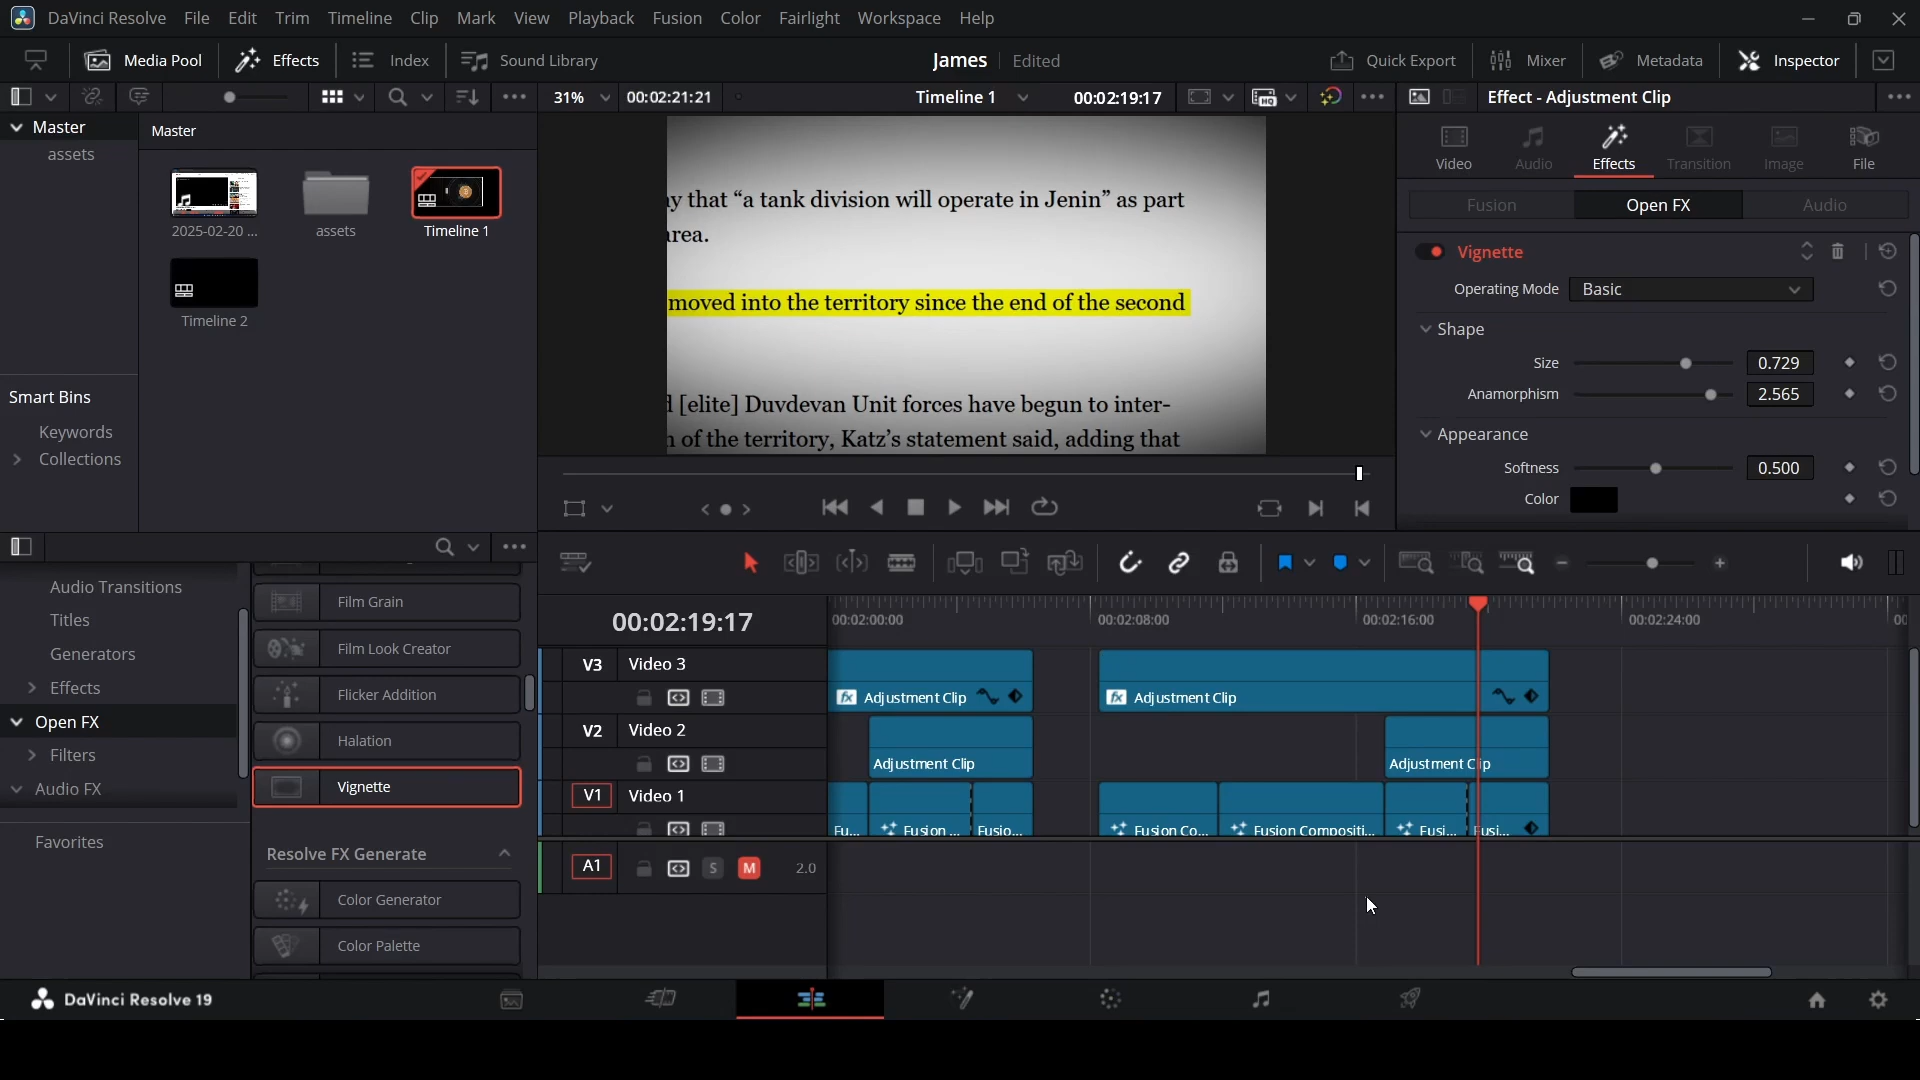 DaVinci Resolve File Edit Trim Timeline Clip Mark View Playback Fusion Color Fairlight Workspace Help
Media Pool Effects Index Sound Library James Edited Quick Export Mixer Metadata Inspector
31% 00:02:21:21 Timeline 1 00:02:19:17 HQ Effect - Adjustment Clip
Master
assets
Master
2025-02-20 ...
assets
Timeline 1
Timeline 2
Smart Bins
Keywords
Collections
that “a tank division will operate in Jenin” as part
moved into the territory since the end of the second
[elite] Duvdevan Unit forces have begun to inter-
of the territory, Katz’s statement said, adding that
Video Audio Effects Transition Image File
Fusion Open FX Audio
Vignette
Operating Mode Basic
Shape
Size 0.729
Anamorphism 2.565
Appearance
Softness 0.500
Color
Audio Transitions
Titles
Generators
Effects
Open FX
Filters
Audio FX
Favorites
Film Grain
Film Look Creator
Flicker Addition
Halation
Vignette
Resolve FX Generate
Color Generator
Color Palette
00:02:19:17 00:02:00:00 00:02:08:00 00:02:16:00 00:02:24:00 00
V3 Video 3
fx Adjustment Clip fx Adjustment Clip
V2 Video 2
Adjustment Clip Adjustment Clip
V1 Video 1
Fu... Fusion ... Fusio... Fusion Co... Fusion Compositi... Fusi... Fusi...
A1 S M 2.0
DaVinci Resolve 19